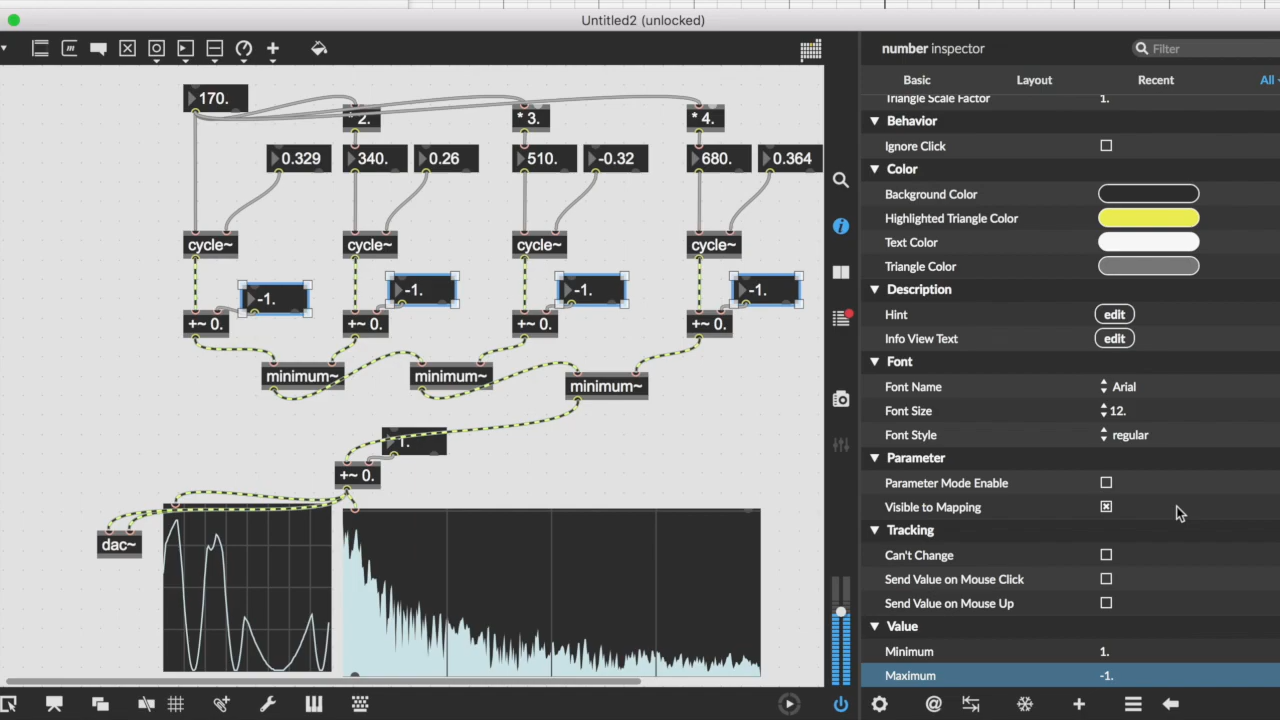 Untitled2 (unlocked)
number inspector
Filter
Basic Layout Recent All
Triangle Scale Factor 1.
Behavior
Ignore Click
Color
Background Color
Highlighted Triangle Color
Text Color
Triangle Color
Description
Hint edit
Info View Text edit
Font
Font Name Arial
Font Size 12.
Font Style regular
Parameter
Parameter Mode Enable
Visible to Mapping
Tracking
Can't Change
Send Value on Mouse Click
Send Value on Mouse Up
Value
Minimum 1.
Maximum -1.
170.
* 2. * 3. * 4.
0.329 340. 0.26 510. -0.32 680. 0.364
cycle~ cycle~ cycle~ cycle~
-1. -1. -1. -1.
+~ 0. +~ 0. +~ 0. +~ 0.
minimum~ minimum~ minimum~
1.
+~ 0.
dac~